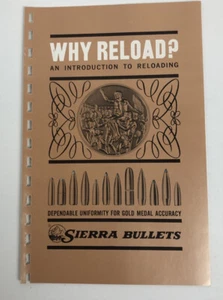 WHY RELOAD?
AN INTRODUCTION TO RELOADING
DEPENDABLE UNIFORMITY FOR GOLD MEDAL ACCURACY
SIERRA BULLETS